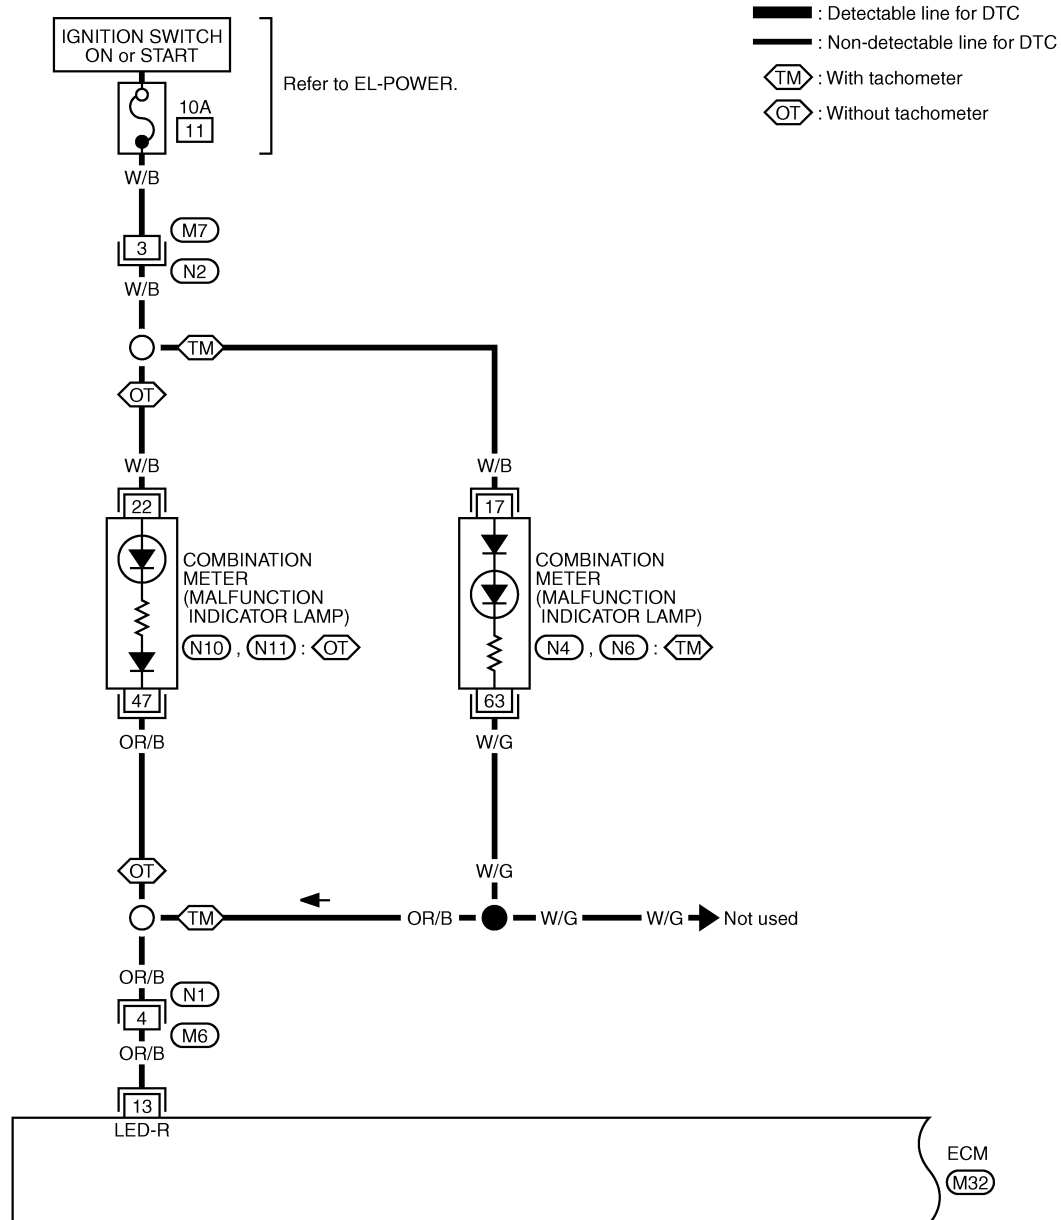 IGNITION SWITCH
ON or START
10A
11
Refer to EL-POWER.
: Detectable line for DTC
: Non-detectable line for DTC
TM : With tachometer
OT : Without tachometer
W/B
3
M7
N2
W/B
TM
OT
W/B
W/B
22
17
COMBINATION
METER
(MALFUNCTION
INDICATOR LAMP)
N10 , N11 : OT
COMBINATION
METER
(MALFUNCTION
INDICATOR LAMP)
N4 , N6 : TM
47
63
OR/B
W/G
OT
W/G
TM
OR/B
W/G
W/G
Not used
OR/B
N1
4
M6
OR/B
13
LED-R
ECM
M32